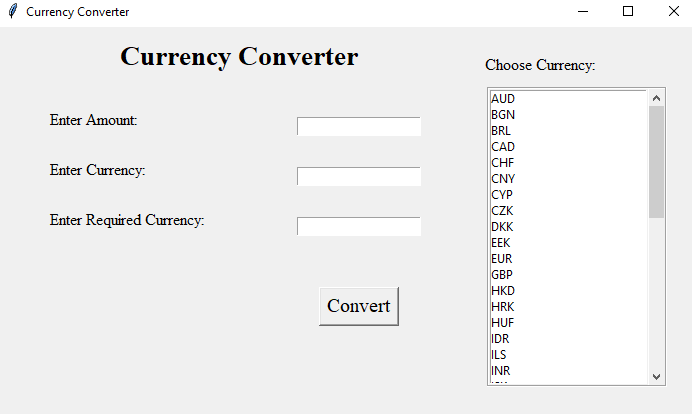 Currency Converter
Currency Converter
Choose Currency:
Enter Amount:
Enter Currency:
Enter Required Currency:
Convert
AUD
BGN
BRL
CAD
CHF
CNY
CYP
CZK
DKK
EEK
EUR
GBP
HKD
HRK
HUF
IDR
ILS
INR